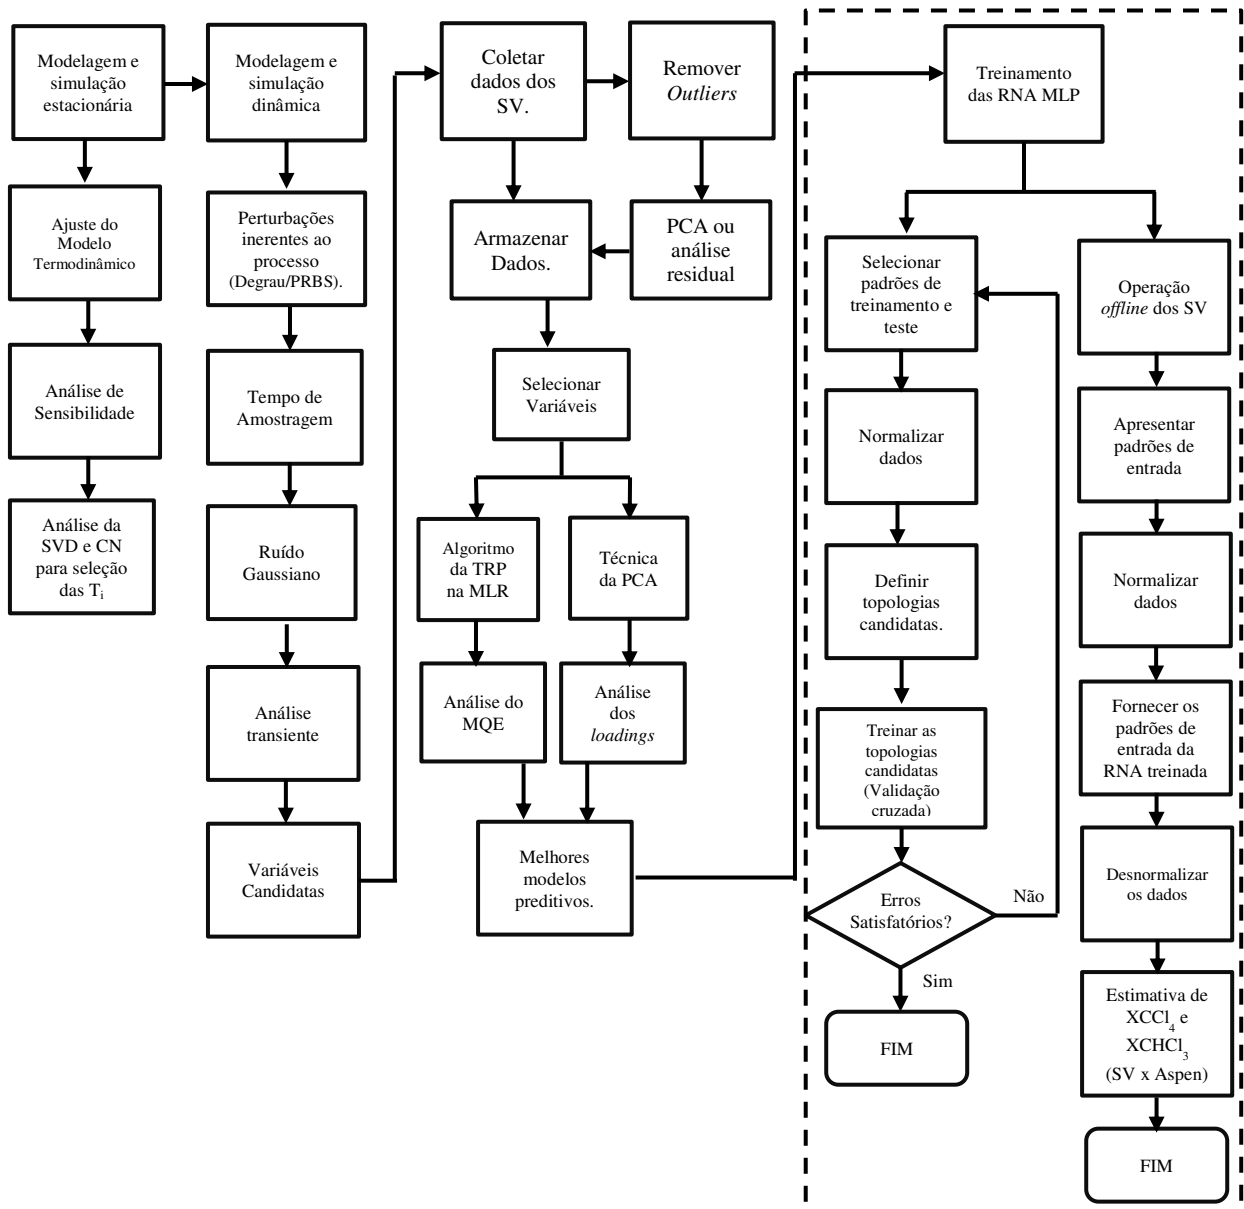 Modelagem e
simulação
estacionária
Ajuste do
Modelo
Termodinâmico
Análise de
Sensibilidade
Análise da
SVD e CN
para seleção
das Tᵢ
Modelagem e
simulação
dinâmica
Perturbações
inerentes ao
processo
(Degrau/PRBS).
Tempo de
Amostragem
Ruído
Gaussiano
Análise
transiente
Variáveis
Candidatas
Coletar
dados dos
SV.
Remover
Outliers
Armazenar
Dados.
PCA ou
análise
residual
Selecionar
Variáveis
Algoritmo
da TRP
na MLR
Técnica
da PCA
Análise do
MQE
Análise
dos
loadings
Melhores
modelos
preditivos.
Treinamento
das RNA MLP
Selecionar
padrões de
treinamento e
teste
Normalizar
dados
Definir
topologias
candidatas.
Treinar as
topologias
candidatas
(Validação
cruzada)
Erros
Satisfatórios?
Não
Sim
FIM
Operação
offline dos SV
Apresentar
padrões de
entrada
Normalizar
dados
Fornecer os
padrões de
entrada da
RNA treinada
Desnormalizar
os dados
Estimativa de
XCCl₄ e
XCHCl₃
(SV x Aspen)
FIM